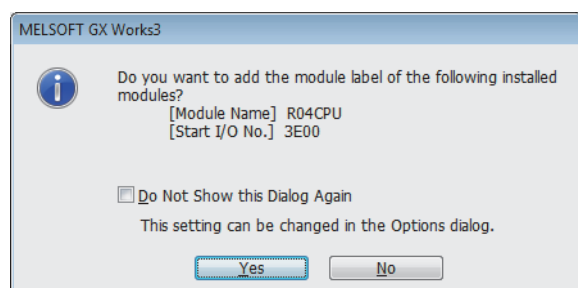 MELSOFT GX Works3
Do you want to add the module label of the following installed
modules?
[Module Name] R04CPU
[Start I/O No.] 3E00
Do Not Show this Dialog Again
This setting can be changed in the Options dialog.
Yes
No